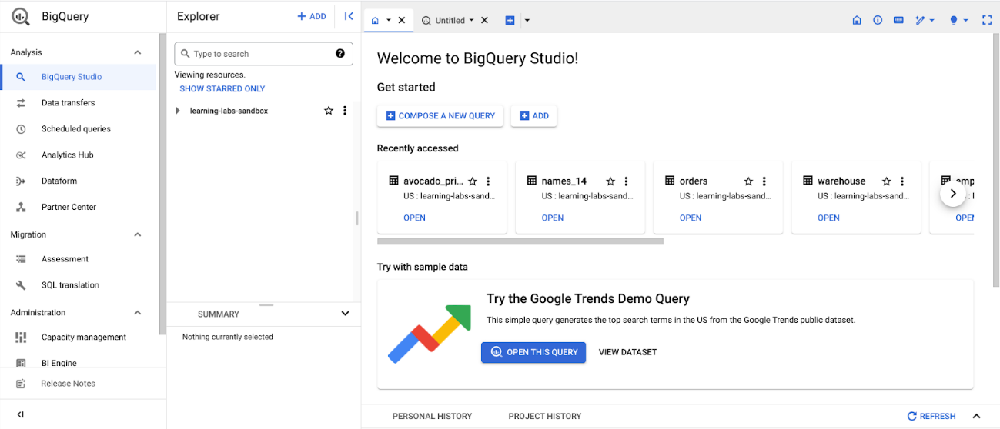 BigQuery
Analysis
BigQuery Studio
Data transfers
Scheduled queries
Analytics Hub
Dataform
Partner Center
Migration
Assessment
SQL translation
Administration
Capacity management
BI Engine
Release Notes
Explorer
ADD
Type to search
Viewing resources.
SHOW STARRED ONLY
learning-labs-sandbox
SUMMARY
Nothing currently selected
Untitled
Welcome to BigQuery Studio!
Get started
COMPOSE A NEW QUERY ADD
Recently accessed
avocado_pri... names_14 orders warehouse emp
US : learning-labs-sand... US : learning-labs-sand... US : learning-labs-sand... US : learning-labs-sand...
OPEN OPEN OPEN OPEN OPEN
Try with sample data
Try the Google Trends Demo Query
This simple query generates the top search terms in the US from the Google Trends public dataset.
OPEN THIS QUERY VIEW DATASET
PERSONAL HISTORY PROJECT HISTORY REFRESH